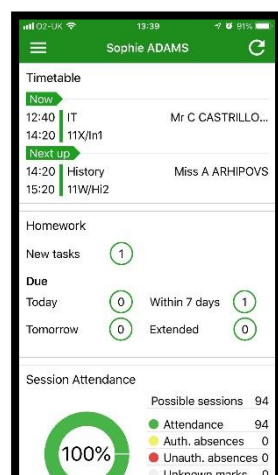 O2-UK 13:39 91%
Sophie ADAMS
Timetable
Now
12:40 IT Mr C CASTRILLO...
14:20 11X/In1
Next up
14:20 History Miss A ARHIPOVS
15:20 11W/Hi2
Homework
New tasks 1
Due
Today 0 Within 7 days 1
Tomorrow 0 Extended 0
Session Attendance
Possible sessions 94
Attendance 94
Auth. absences 0
Unauth. absences 0
100%
Unknown marks 0